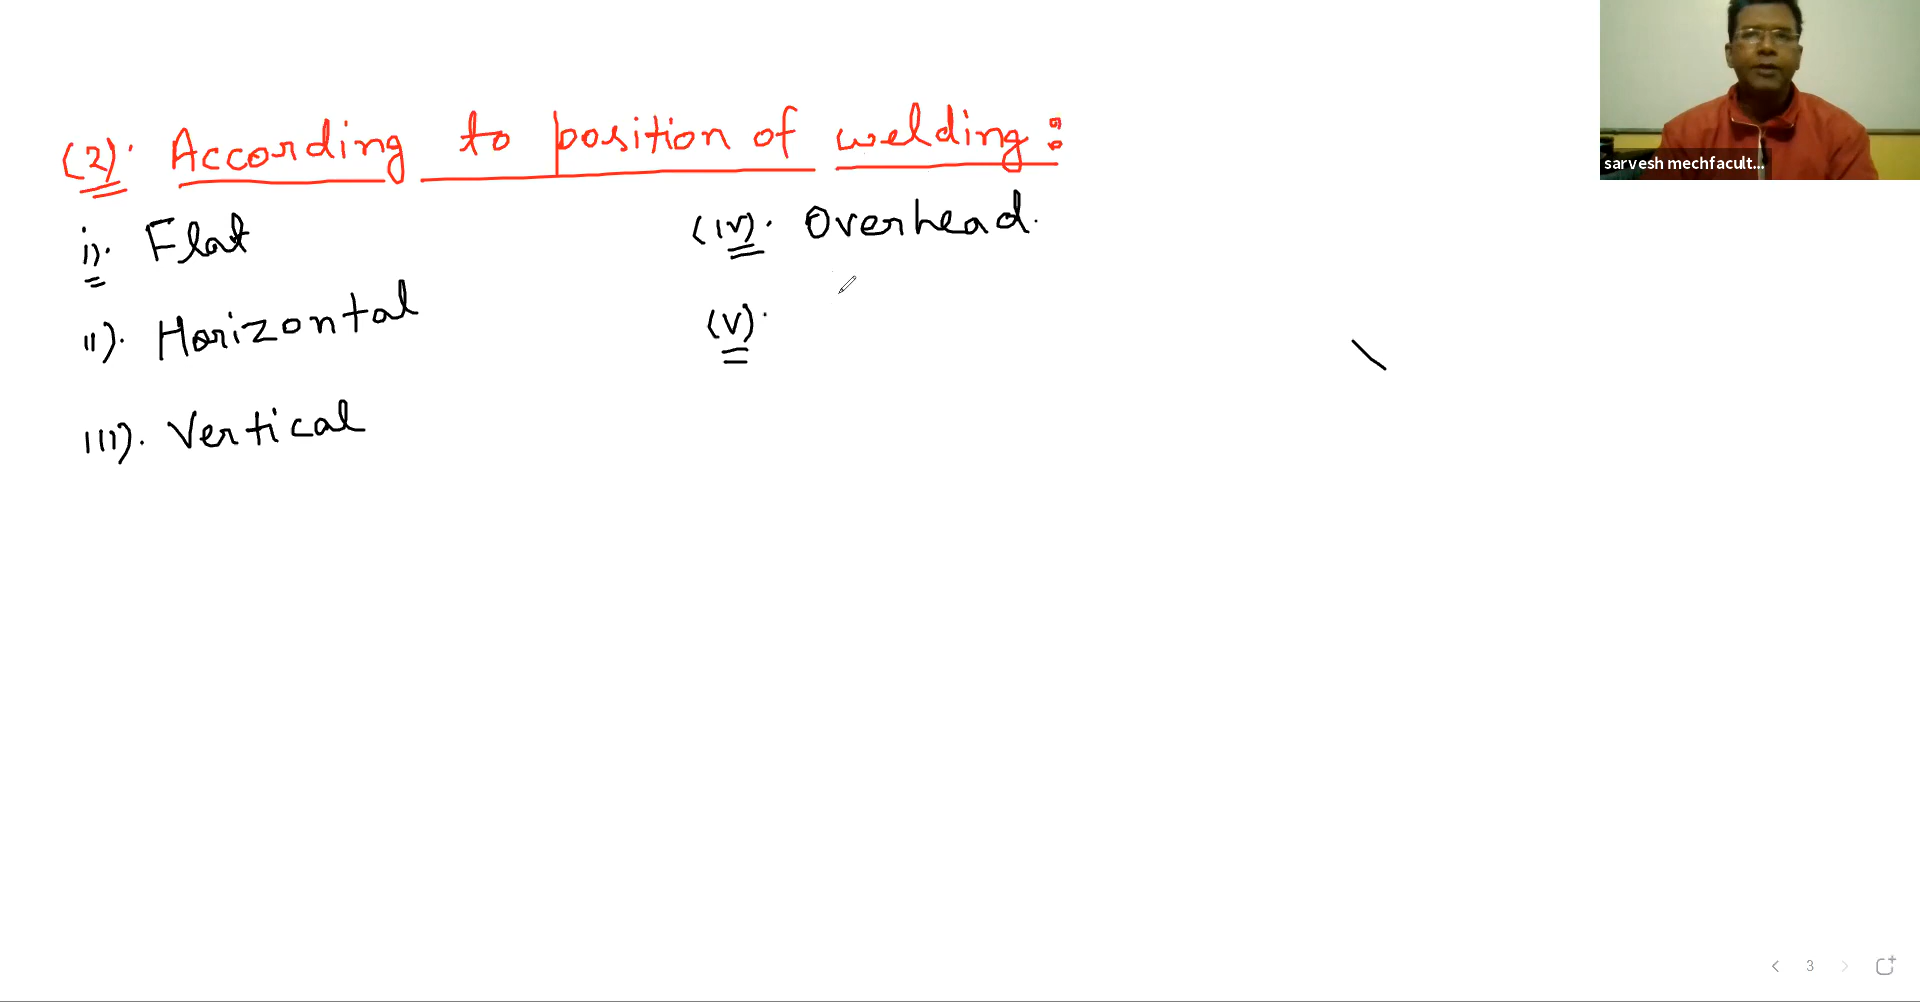 (2). According to position of welding:
i). Flat
ii). Horizontal
iii). Vertical
(iv). Overhead.
(v).
sarvesh mechfacult...
3